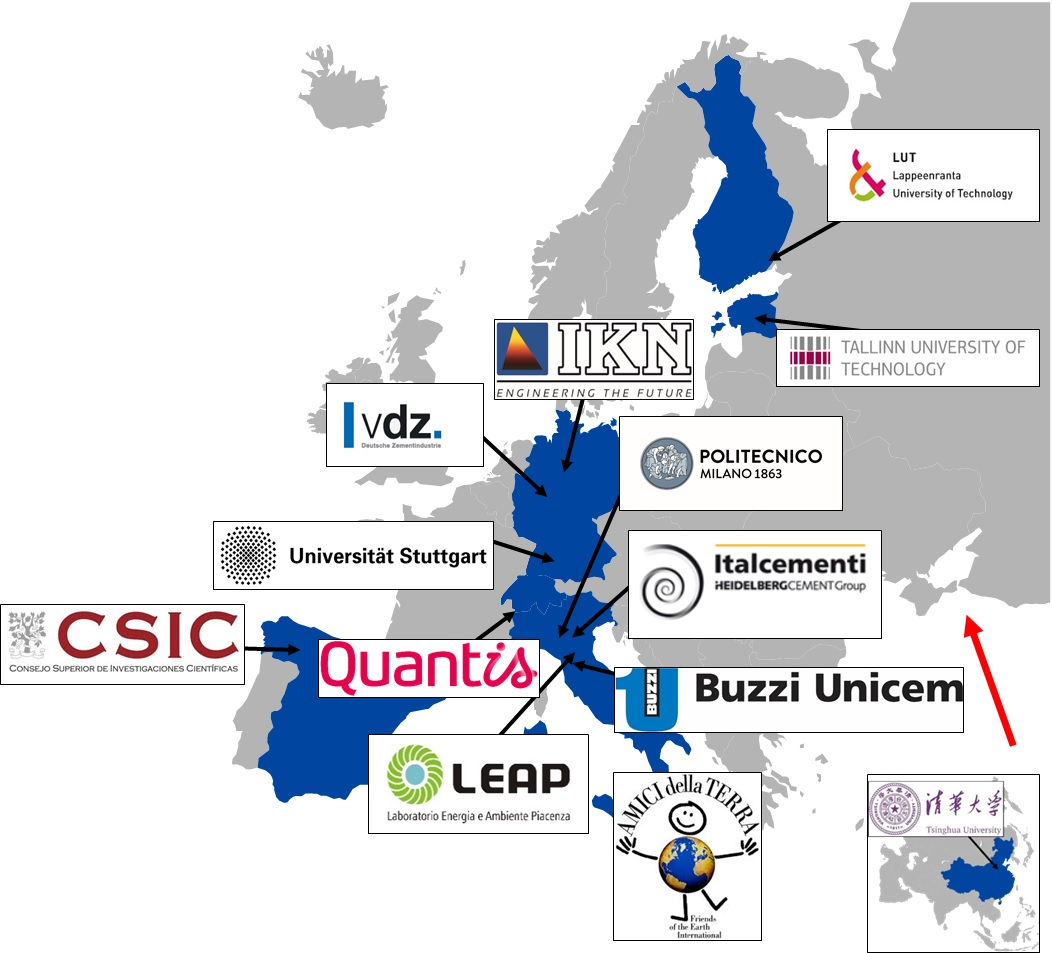 LUT
Lappeenranta
University of Technology
TALLINN UNIVERSITY OF
TECHNOLOGY
IKN
ENGINEERING THE FUTURE
vdz.
Deutsche Zementindustrie
POLITECNICO
MILANO 1863
Universität Stuttgart
Italcementi
HEIDELBERGCEMENT Group
CSIC
CONSEJO SUPERIOR DE INVESTIGACIONES CIENTÍFICAS
Quantis
BUZZI
Buzzi Unicem
LEAP
Laboratorio Energia e Ambiente Piacenza
AMICI della TERRA
Friends
of the Earth
International
清華大学
Tsinghua University